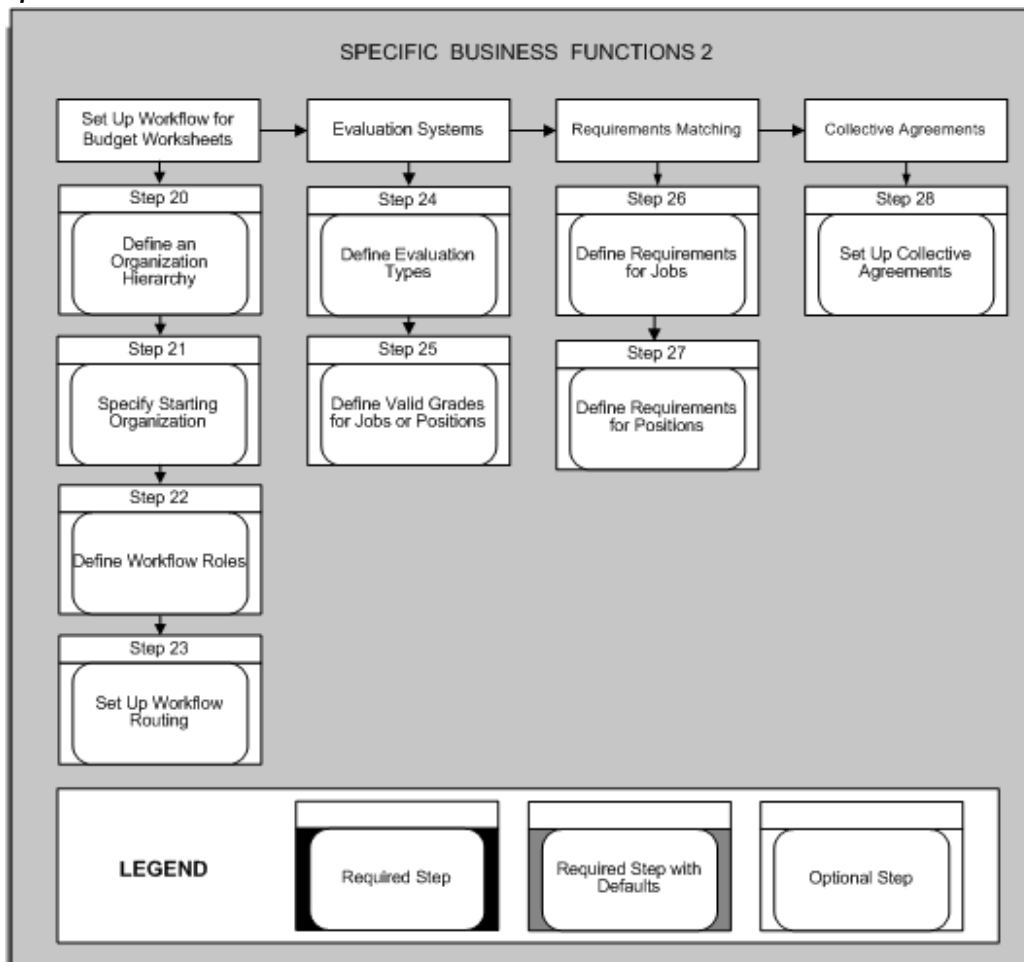 SPECIFIC BUSINESS FUNCTIONS 2
Set Up Workflow for
Budget Worksheets
Evaluation Systems
Requirements Matching
Collective Agreements
Step 20
Define an
Organization
Hierarchy
Step 24
Define Evaluation
Types
Step 26
Define Requirements
for Jobs
Step 28
Set Up Collective
Agreements
Step 21
Specify Starting
Organization
Step 25
Define Valid Grades
for Jobs or Positions
Step 27
Define Requirements
for Positions
Step 22
Define Workflow Roles
Step 23
Set Up Workflow
Routing
LEGEND
Required Step
Required Step with
Defaults
Optional Step